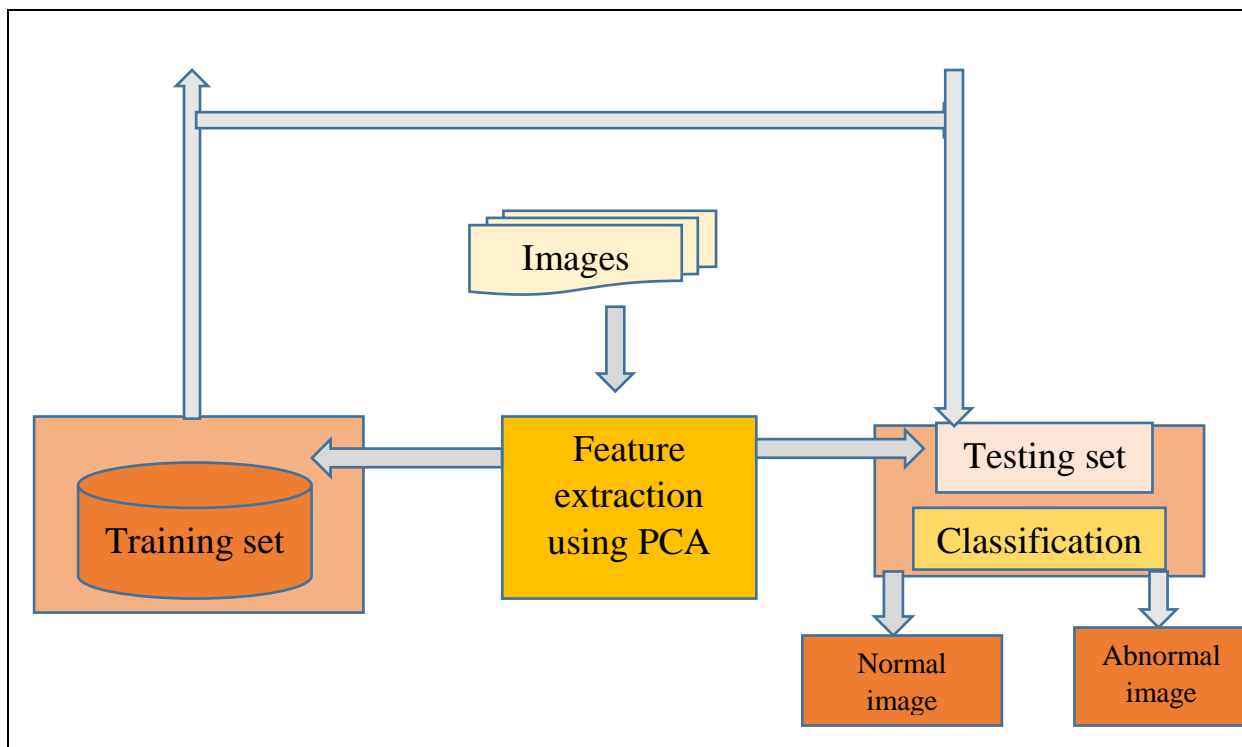 Images
Feature
extraction
using PCA
Training set
Testing set
Classification
Normal
image
Abnormal
image